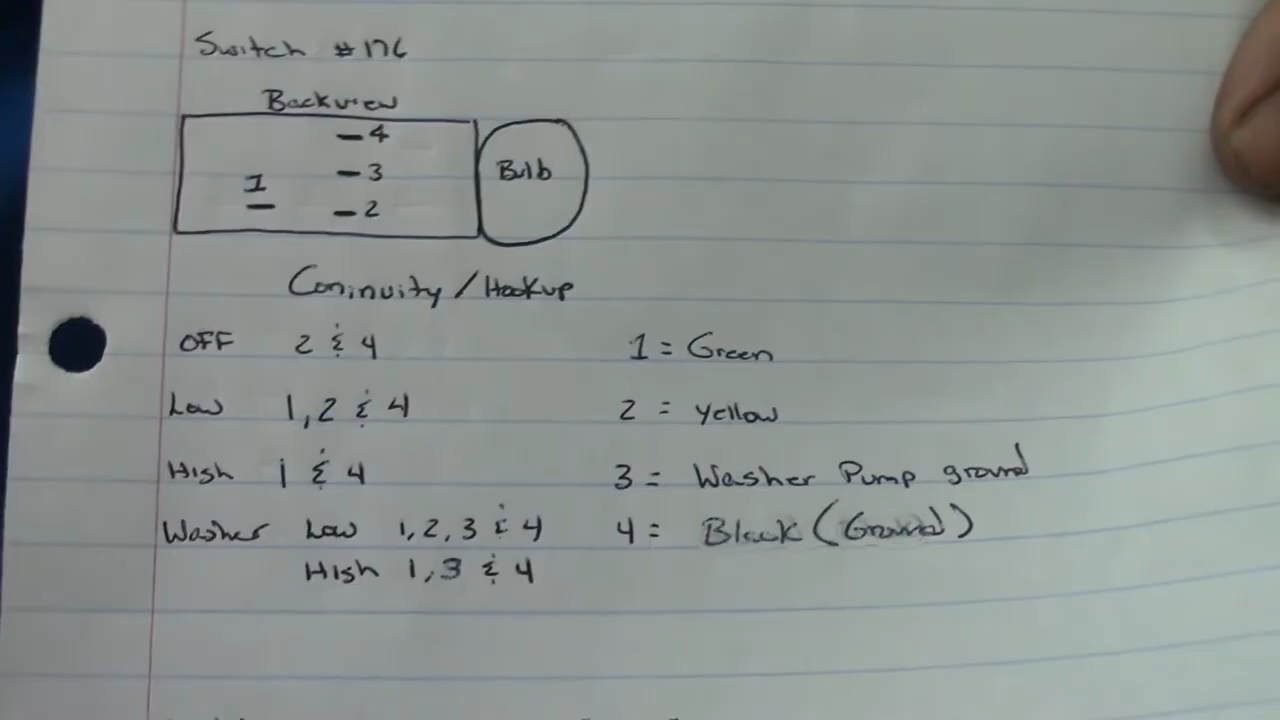 Switch #176
Backview
- 4
1 - 3
- 2
Bulb
Coninuity / Hookup
OFF 2 & 4 1 = Green
Low 1, 2 & 4 2 = Yellow
High 1 & 4 3 = Washer Pump ground
Washer Low 1, 2, 3 & 4 4 = Black (Ground)
High 1, 3 & 4